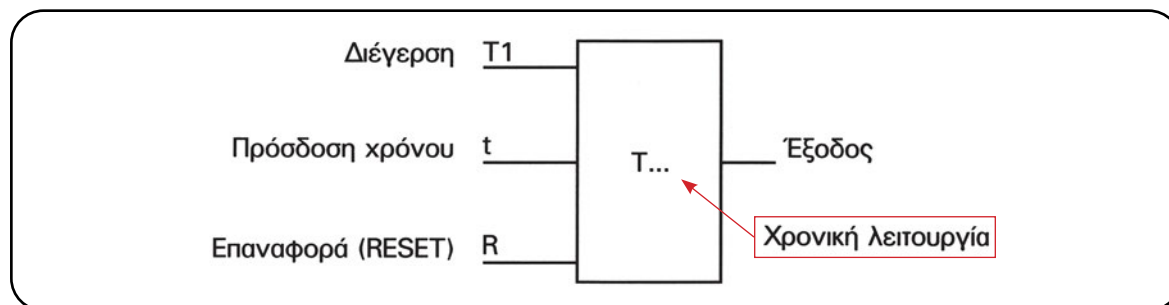 Διέγερση T1
Πρόσδοση χρόνου t
T...
Έξοδος
Χρονική λειτουργία
Επαναφορά (RESET) R